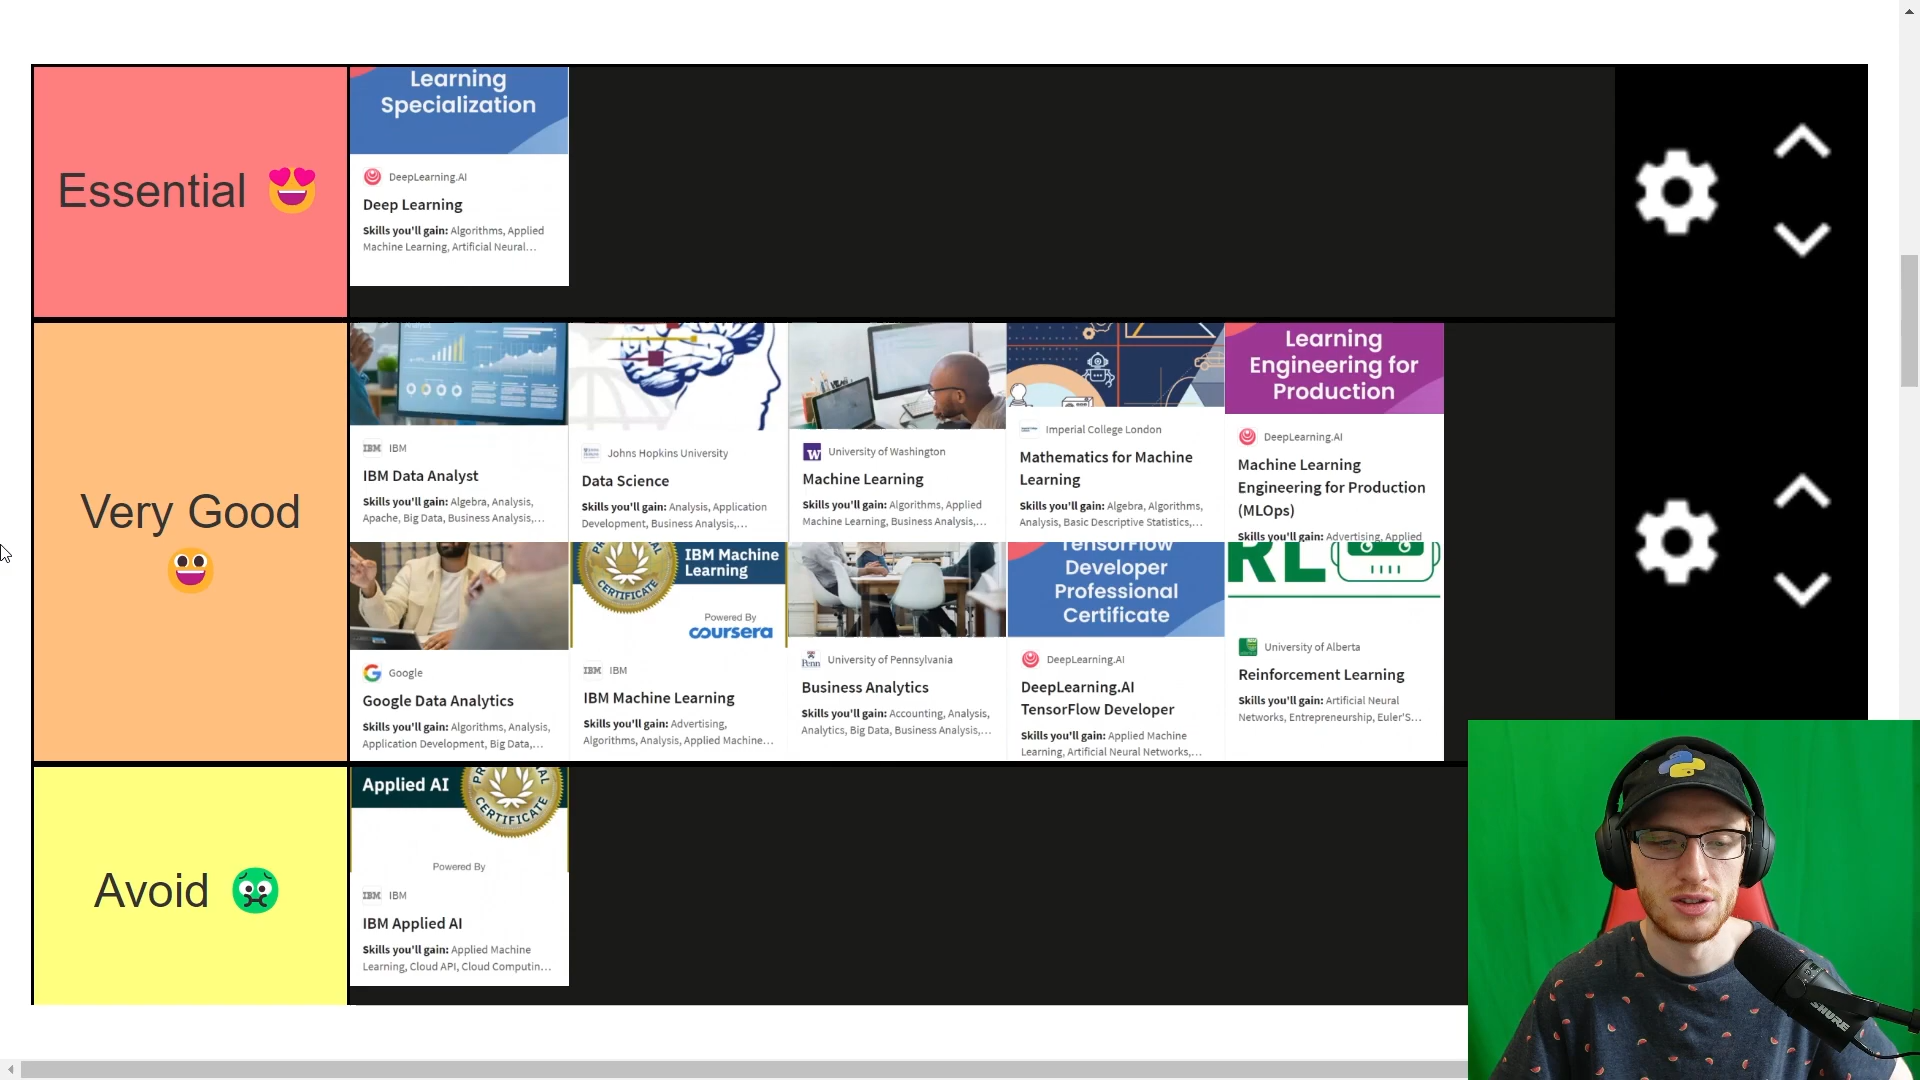 Essential
Learning
Specialization
DeepLearning.AI
Deep Learning
Skills you'll gain: Algorithms, Applied
Machine Learning, Artificial Neural...
Very Good
IBM IBM
IBM Data Analyst
Skills you'll gain: Algebra, Analysis,
Apache, Big Data, Business Analysis,...
Johns Hopkins University
Data Science
Skills you'll gain: Analysis, Application
Development, Business Analysis,...
W University of Washington
Machine Learning
Skills you'll gain: Algorithms, Applied
Machine Learning, Business Analysis,...
Imperial College London
Mathematics for Machine
Learning
Skills you'll gain: Algebra, Algorithms,
Analysis, Basic Descriptive Statistics,...
Learning
Engineering for
Production
DeepLearning.AI
Machine Learning
Engineering for Production
(MLOps)
Skills you'll gain: Advertising, Applied
Google
Google Data Analytics
Skills you'll gain: Algorithms, Analysis,
Application Development, Big Data,...
CERTIFICATE
IBM Machine
Learning
Powered By
coursera
IBM IBM
IBM Machine Learning
Skills you'll gain: Advertising,
Algorithms, Analysis, Applied Machine...
Penn University of Pennsylvania
Business Analytics
Skills you'll gain: Accounting, Analysis,
Analytics, Big Data, Business Analysis,...
TensorFlow
Developer
Professional
Certificate
DeepLearning.AI
DeepLearning.AI
TensorFlow Developer
Skills you'll gain: Applied Machine
Learning, Artificial Neural Networks,...
RL
University of Alberta
Reinforcement Learning
Skills you'll gain: Artificial Neural
Networks, Entrepreneurship, Euler'S...
Avoid
Applied AI
CERTIFICATE
Powered By
IBM IBM
IBM Applied AI
Skills you'll gain: Applied Machine
Learning, Cloud API, Cloud Computin...
SHURE